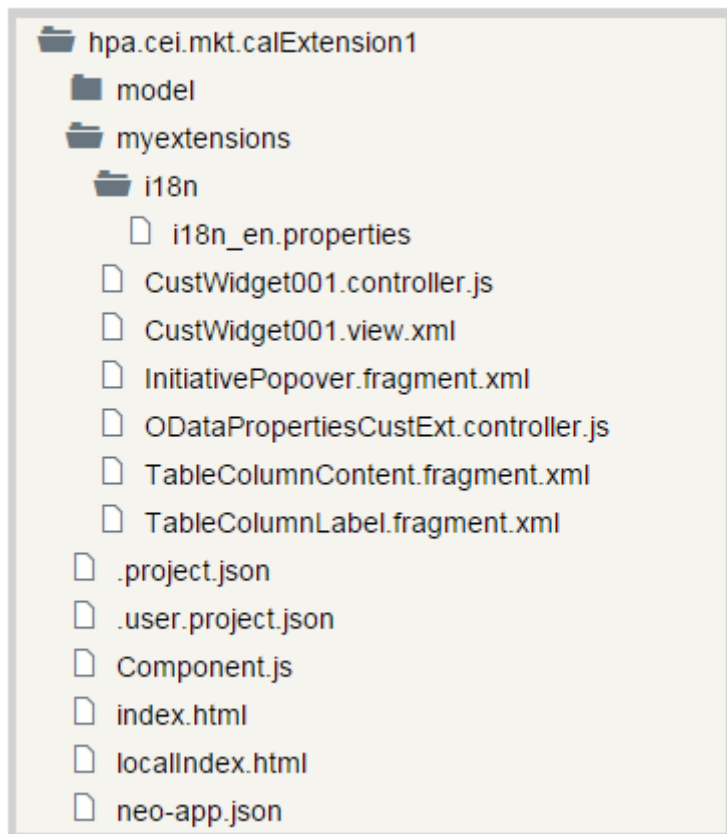 hpa.cei.mkt.calExtension1
model
myextensions
i18n
i18n_en.properties
CustWidget001.controller.js
CustWidget001.view.xml
InitiativePopover.fragment.xml
ODataPropertiesCustExt.controller.js
TableColumnContent.fragment.xml
TableColumnLabel.fragment.xml
.project.json
.user.project.json
Component.js
index.html
localIndex.html
neo-app.json